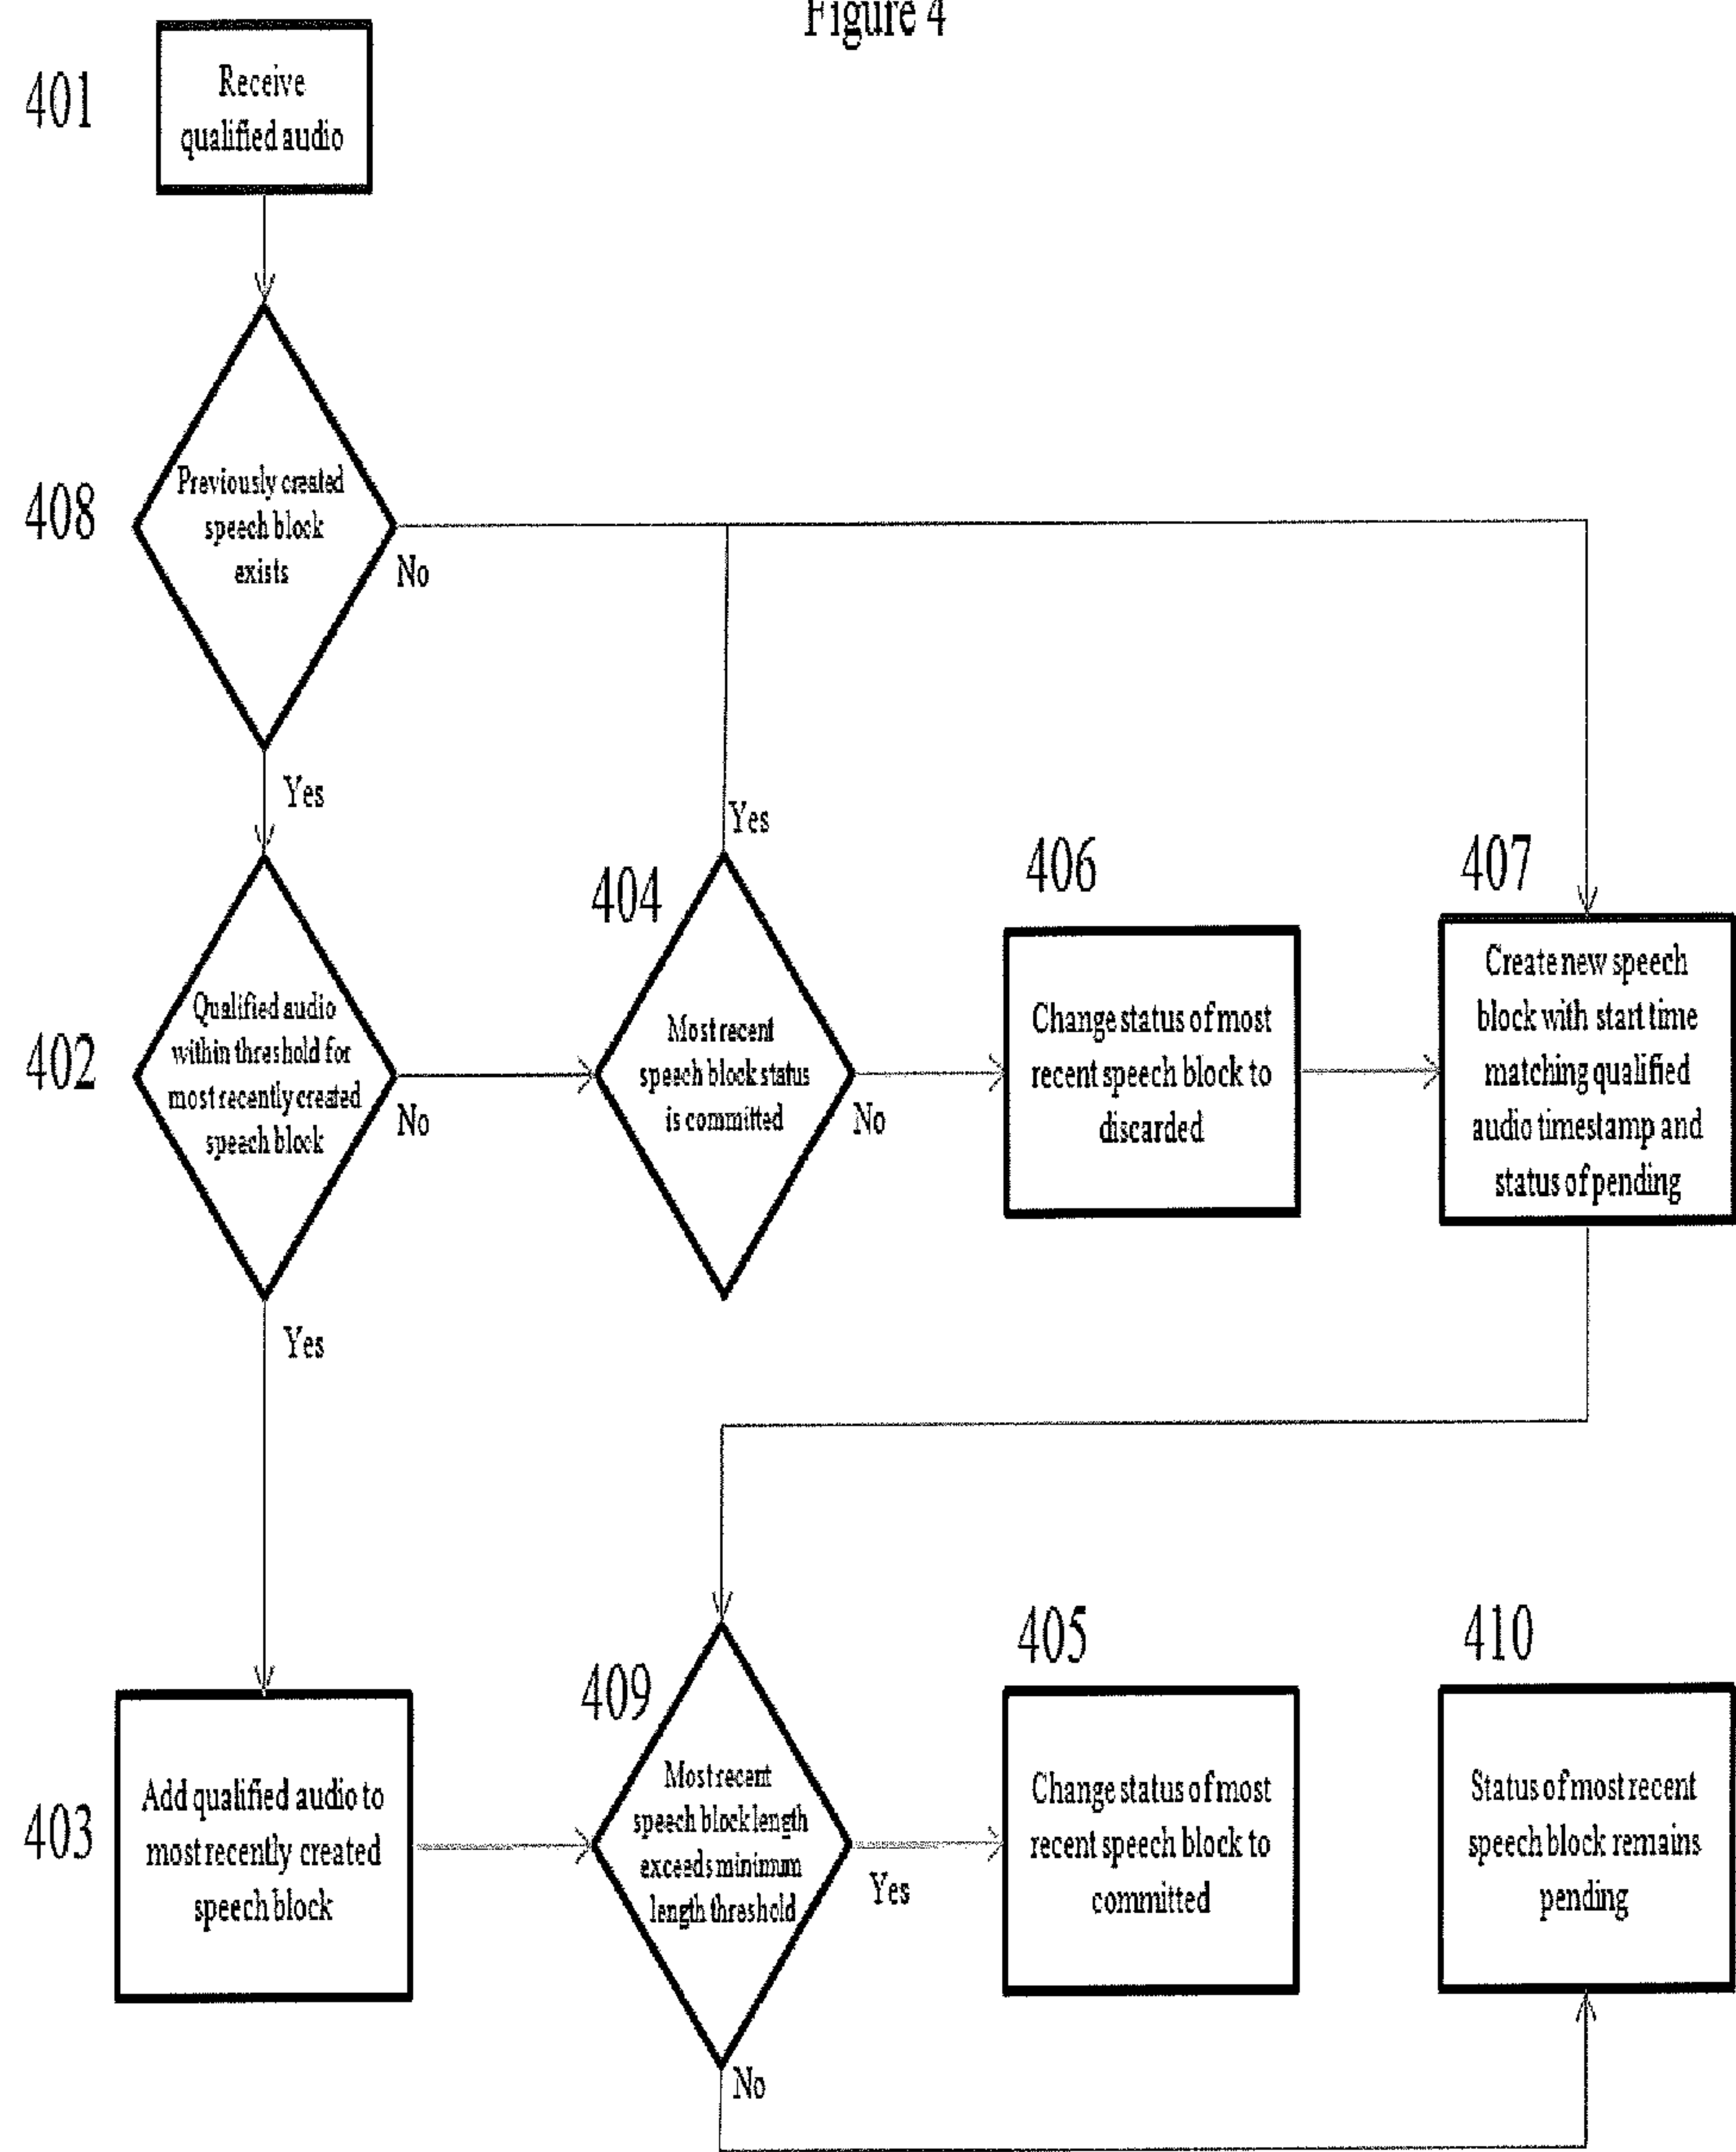 Figure 4
401
Receive
qualified audio
408
Previously created
speech block
exists
No
Yes
Yes
402
Qualified audio
within threshold for
most recently created
speech block
No
404
Most recent
speech block status
is committed
No
406
Change status of most
recent speech block to
discarded
407
Create new speech
block with start time
matching qualified
audio timestamp and
status of pending
Yes
403
Add qualified audio to
most recently created
speech block
409
Most recent
speech block length
exceeds minimum
length threshold
Yes
No
405
Change status of most
recent speech block to
committed
410
Status of most recent
speech block remains
pending